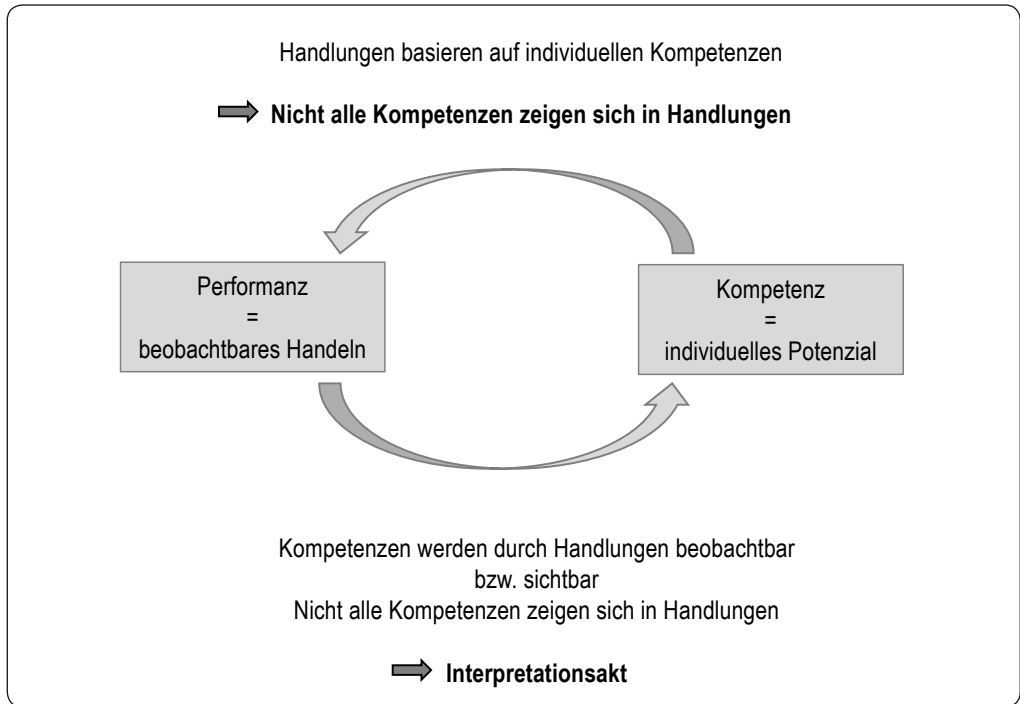 Handlungen basieren auf individuellen Kompetenzen
Nicht alle Kompetenzen zeigen sich in Handlungen
Performanz
=
beobachtbares Handeln
Kompetenz
=
individuelles Potenzial
Kompetenzen werden durch Handlungen beobachtbar
bzw. sichtbar
Nicht alle Kompetenzen zeigen sich in Handlungen
Interpretationsakt